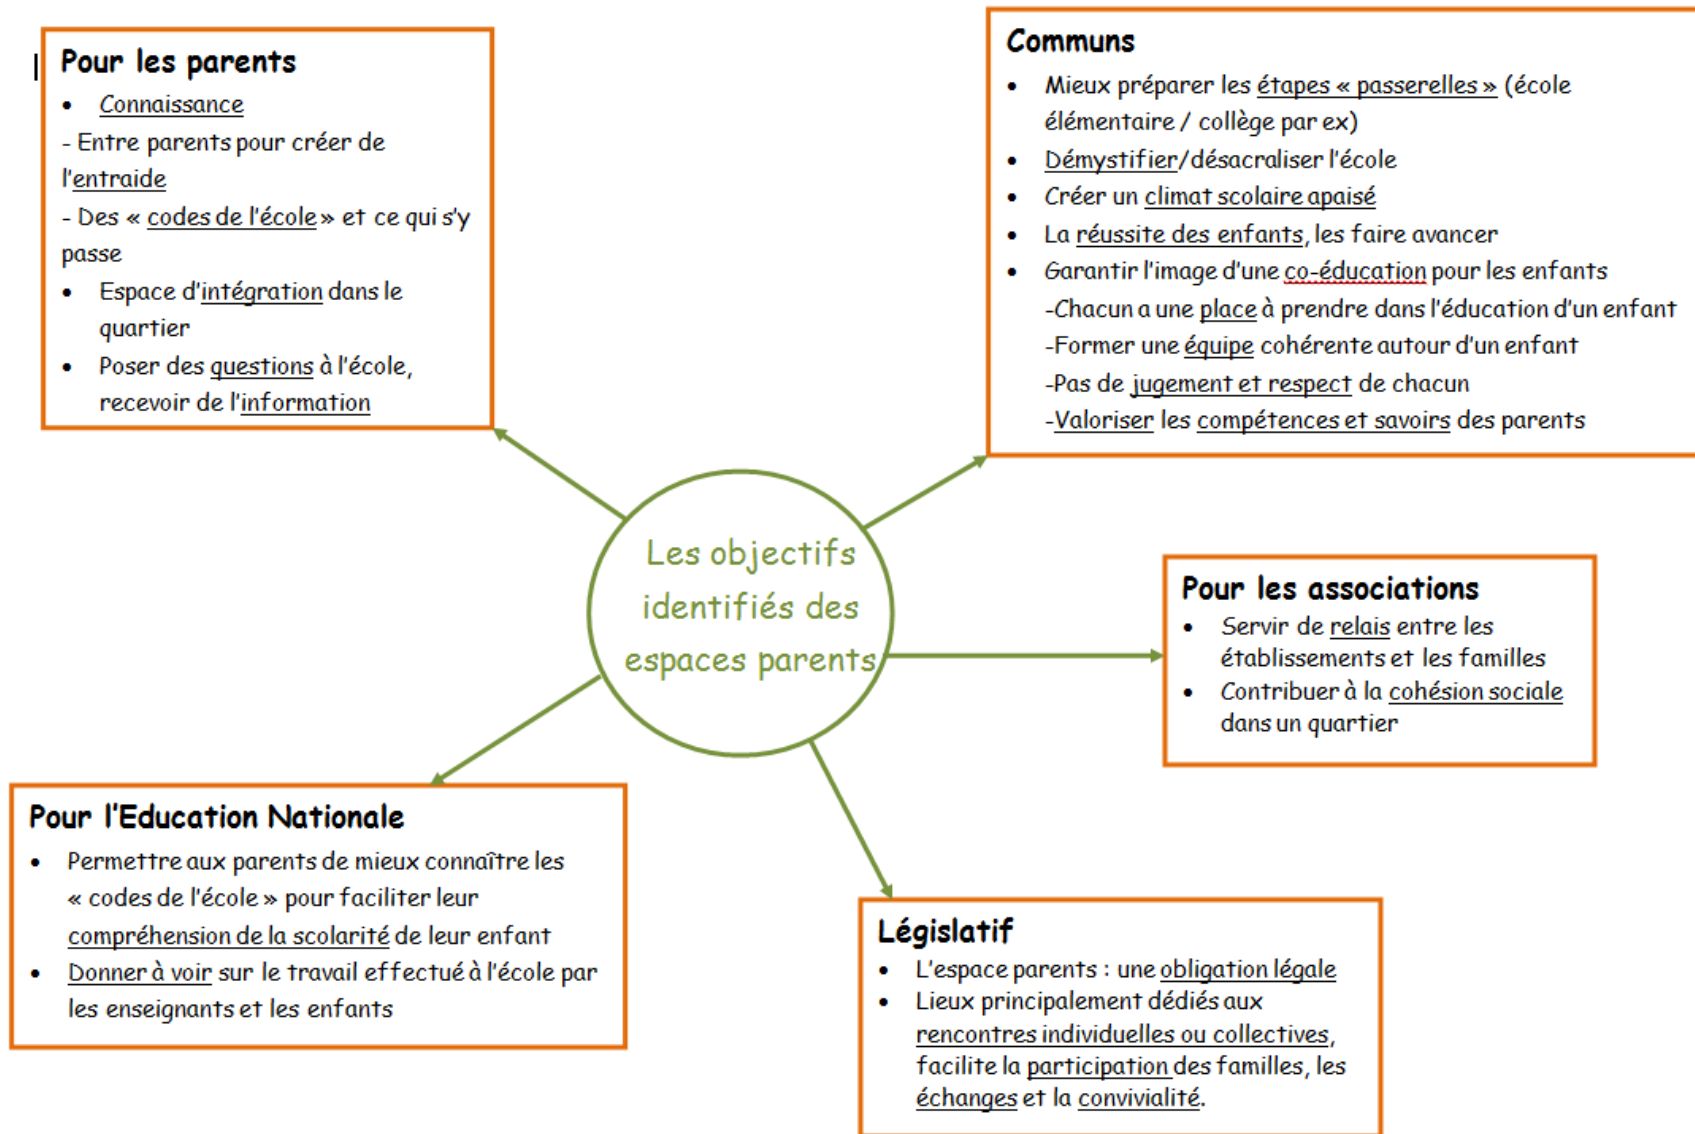 Pour les parents
• Connaissance
- Entre parents pour créer de
l'entraide
- Des « codes de l'école » et ce qui s'y
passe
• Espace d'intégration dans le
quartier
• Poser des questions à l'école,
recevoir de l'information
Communs
• Mieux préparer les étapes « passerelles » (école
élémentaire / collège par ex)
• Démystifier/désacraliser l'école
• Créer un climat scolaire apaisé
• La réussite des enfants, les faire avancer
• Garantir l'image d'une co-éducation pour les enfants
-Chacun a une place à prendre dans l'éducation d'un enfant
-Former une équipe cohérente autour d'un enfant
-Pas de jugement et respect de chacun
-Valoriser les compétences et savoirs des parents
Les objectifs
identifiés des
espaces parents
Pour les associations
• Servir de relais entre les
établissements et les familles
• Contribuer à la cohésion sociale
dans un quartier
Pour l'Education Nationale
• Permettre aux parents de mieux connaître les
« codes de l'école » pour faciliter leur
compréhension de la scolarité de leur enfant
• Donner à voir sur le travail effectué à l'école par
les enseignants et les enfants
Législatif
• L'espace parents : une obligation légale
• Lieux principalement dédiés aux
rencontres individuelles ou collectives,
facilite la participation des familles, les
échanges et la convivialité.